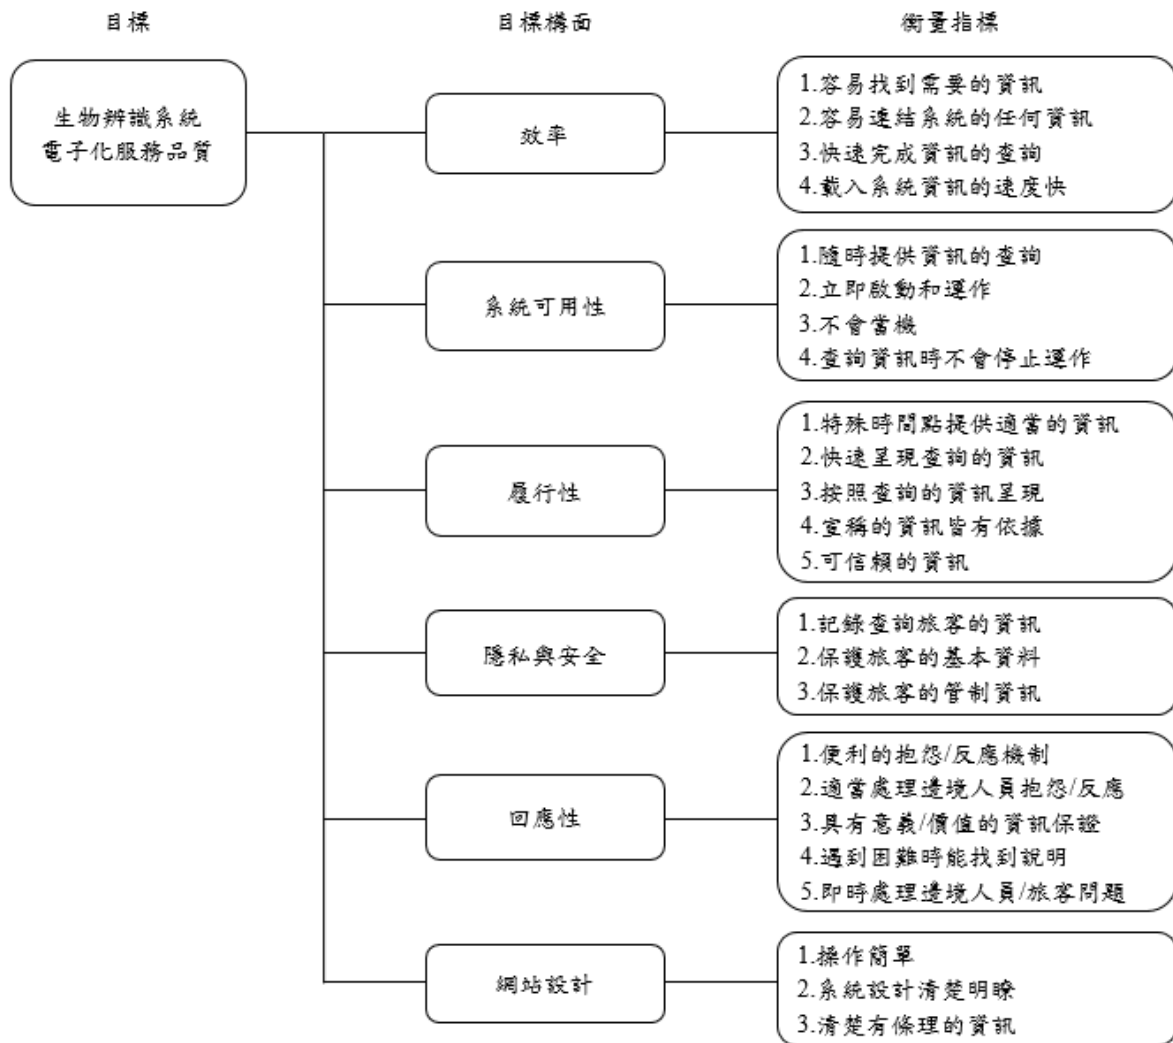 目標
目標構面
衡量指標
生物辨識系統
電子化服務品質
效率
1.容易找到需要的資訊
2.容易連結系統的任何資訊
3.快速完成資訊的查詢
4.載入系統資訊的速度快
系統可用性
1.隨時提供資訊的查詢
2.立即啟動和運作
3.不會當機
4.查詢資訊時不會停止運作
履行性
1.特殊時間點提供適當的資訊
2.快速呈現查詢的資訊
3.按照查詢的資訊呈現
4.宣稱的資訊皆有依據
5.可信賴的資訊
隱私與安全
1.記錄查詢旅客的資訊
2.保護旅客的基本資料
3.保護旅客的管制資訊
回應性
1.便利的抱怨/反應機制
2.適當處理邊境人員抱怨/反應
3.具有意義/價值的資訊保證
4.遇到困難時能找到說明
5.即時處理邊境人員/旅客問題
網站設計
1.操作簡單
2.系統設計清楚明瞭
3.清楚有條理的資訊